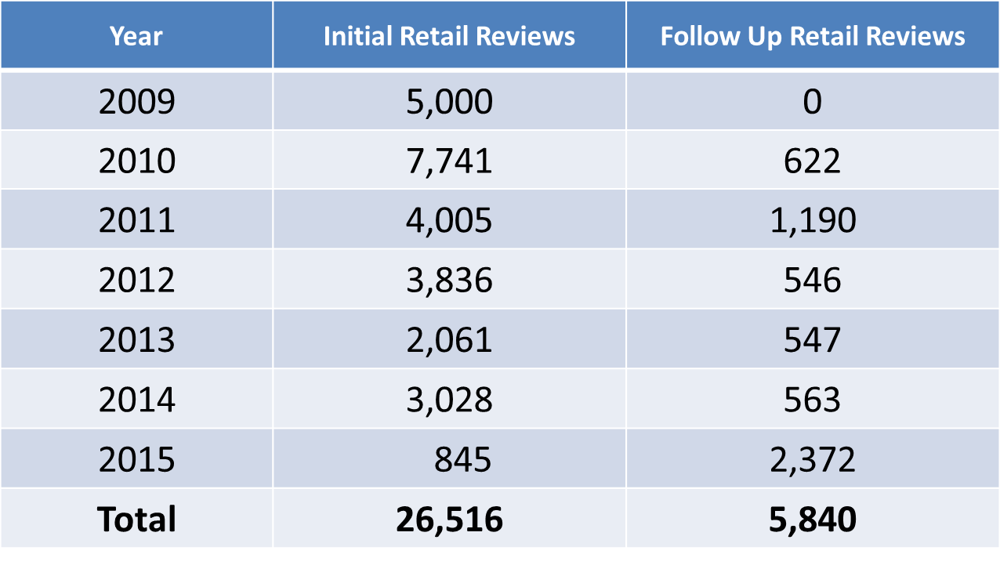 Year Initial Retail Reviews Follow Up Retail Reviews
2009 5,000 0
2010 7,741 622
2011 4,005 1,190
2012 3,836 546
2013 2,061 547
2014 3,028 563
2015 845 2,372
Total 26,516 5,840